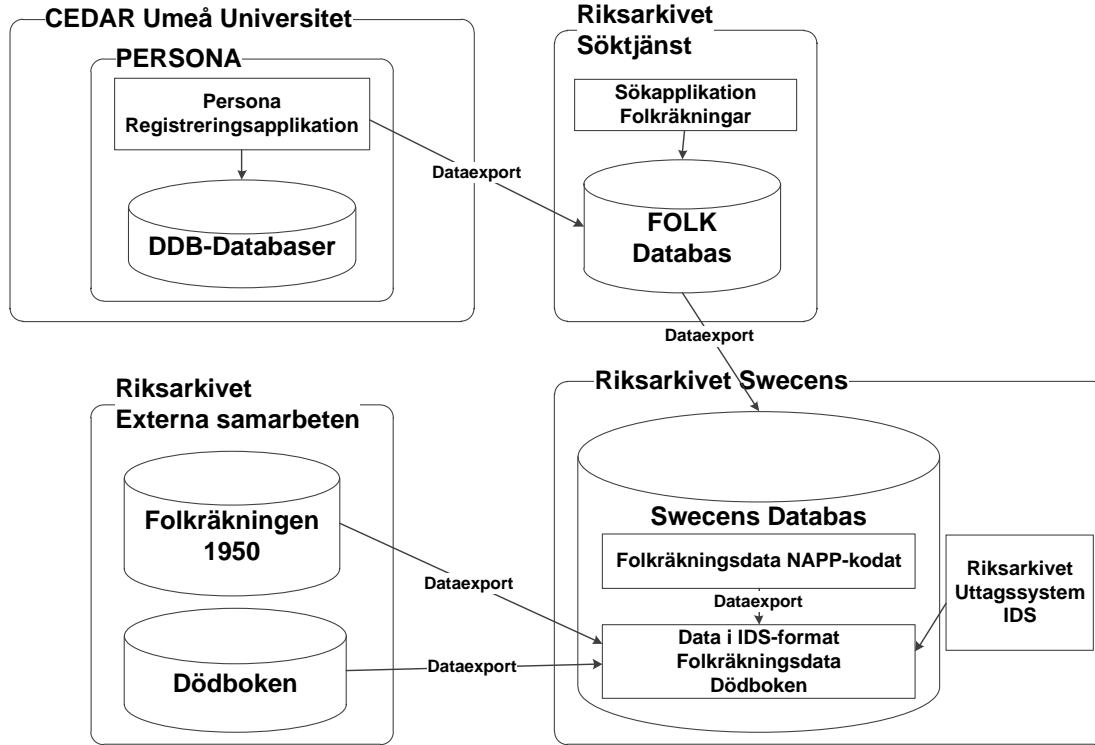 CEDAR Umeå Universitet
PERSONA
Persona
Registreringsapplikation
DDB-Databaser
Dataexport
Riksarkivet
Söktjänst
Sökapplikation
Folkräkningar
FOLK
Databas
Dataexport
Riksarkivet
Externa samarbeten
Folkräkningen
1950
Dödboken
Dataexport
Dataexport
Riksarkivet Swecens
Swecens Databas
Folkräkningsdata NAPP-kodat
Dataexport
Data i IDS-format
Folkräkningsdata
Dödboken
Riksarkivet
Uttagssystem
IDS